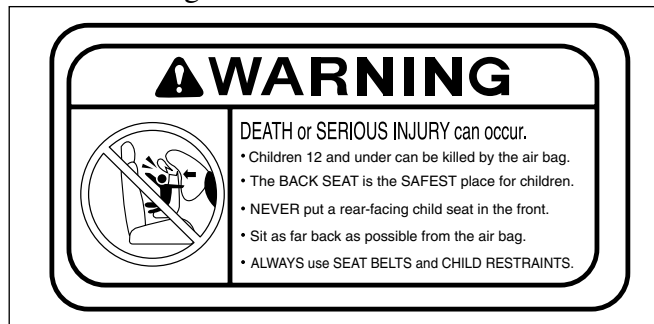 WARNING
DEATH or SERIOUS INJURY can occur.
• Children 12 and under can be killed by the air bag.
• The BACK SEAT is the SAFEST place for children.
• NEVER put a rear-facing child seat in the front.
• Sit as far back as possible from the air bag.
• ALWAYS use SEAT BELTS and CHILD RESTRAINTS.